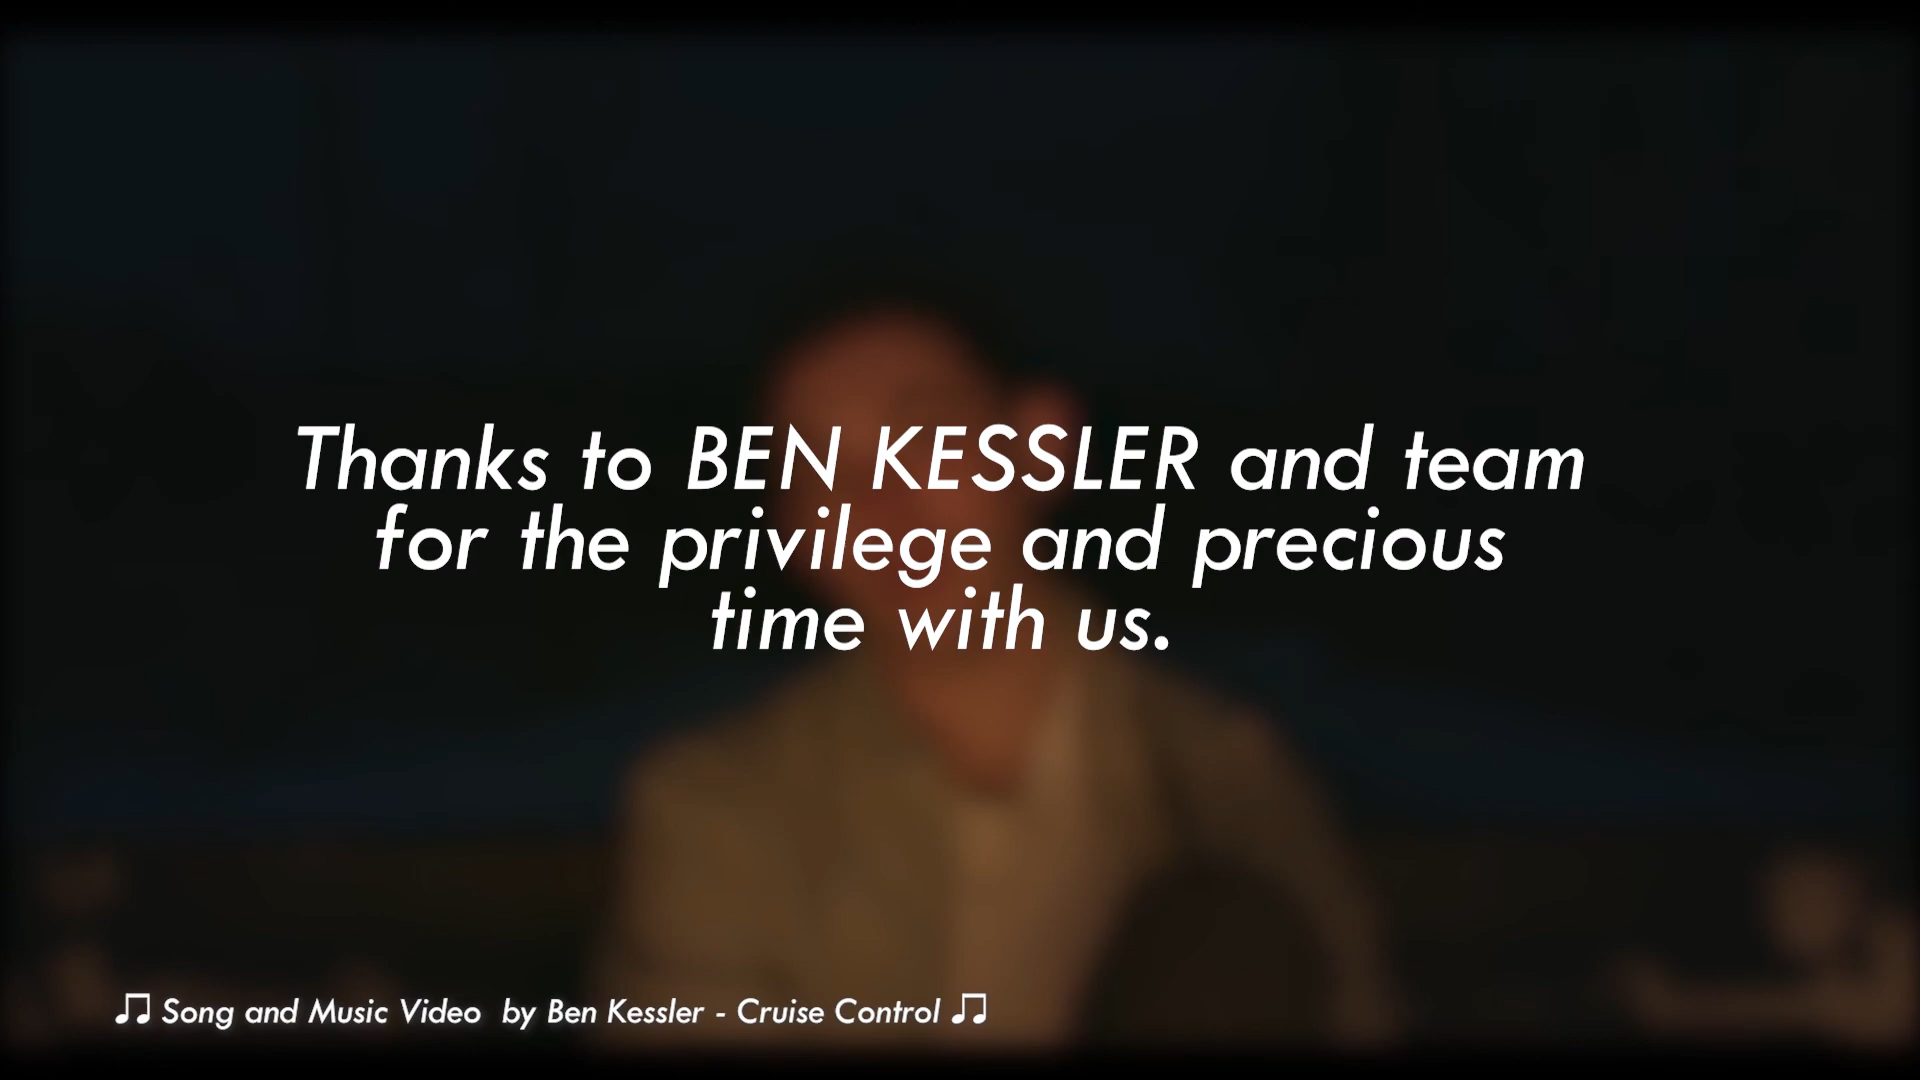 Thanks to BEN KESSLER and team
for the privilege and precious
time with us.
♫ Song and Music Video by Ben Kessler - Cruise Control ♫